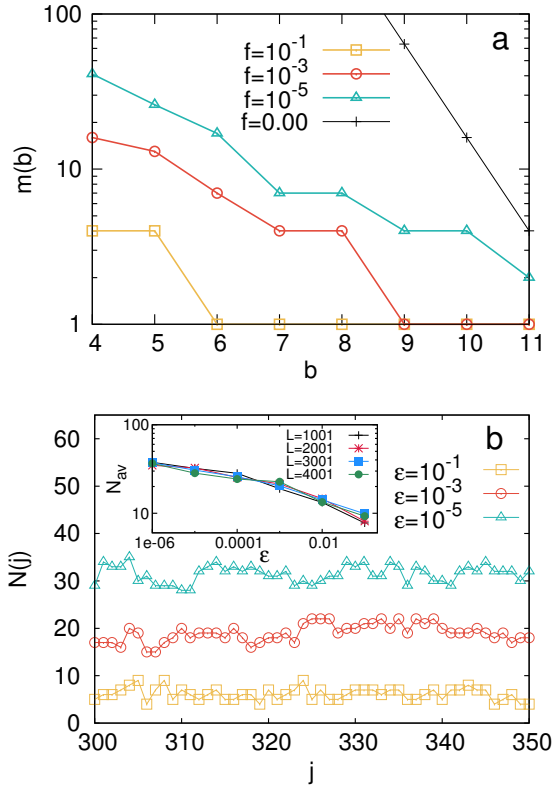 100
10
1
m(b)
a
f=10^-1
f=10^-3
f=10^-5
f=0.00
4 5 6 7 8 9 10 11
b
60
50
40
30
20
10
0
N(j)
b
100
10
N_av
L=1001
L=2001
L=3001
L=4001
1e-06 0.0001 0.01
ε
ε=10^-1
ε=10^-3
ε=10^-5
300 310 320 330 340 350
j